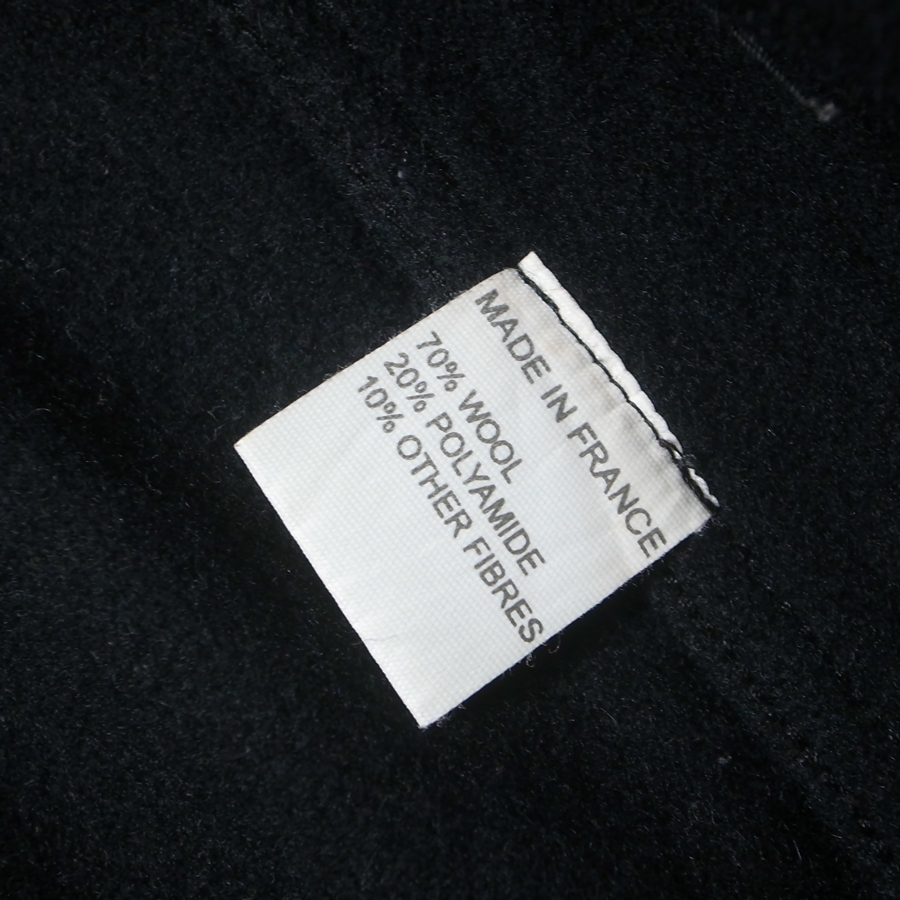 MADE IN FRANCE
70% WOOL
20% POLYAMIDE
10% OTHER FIBRES